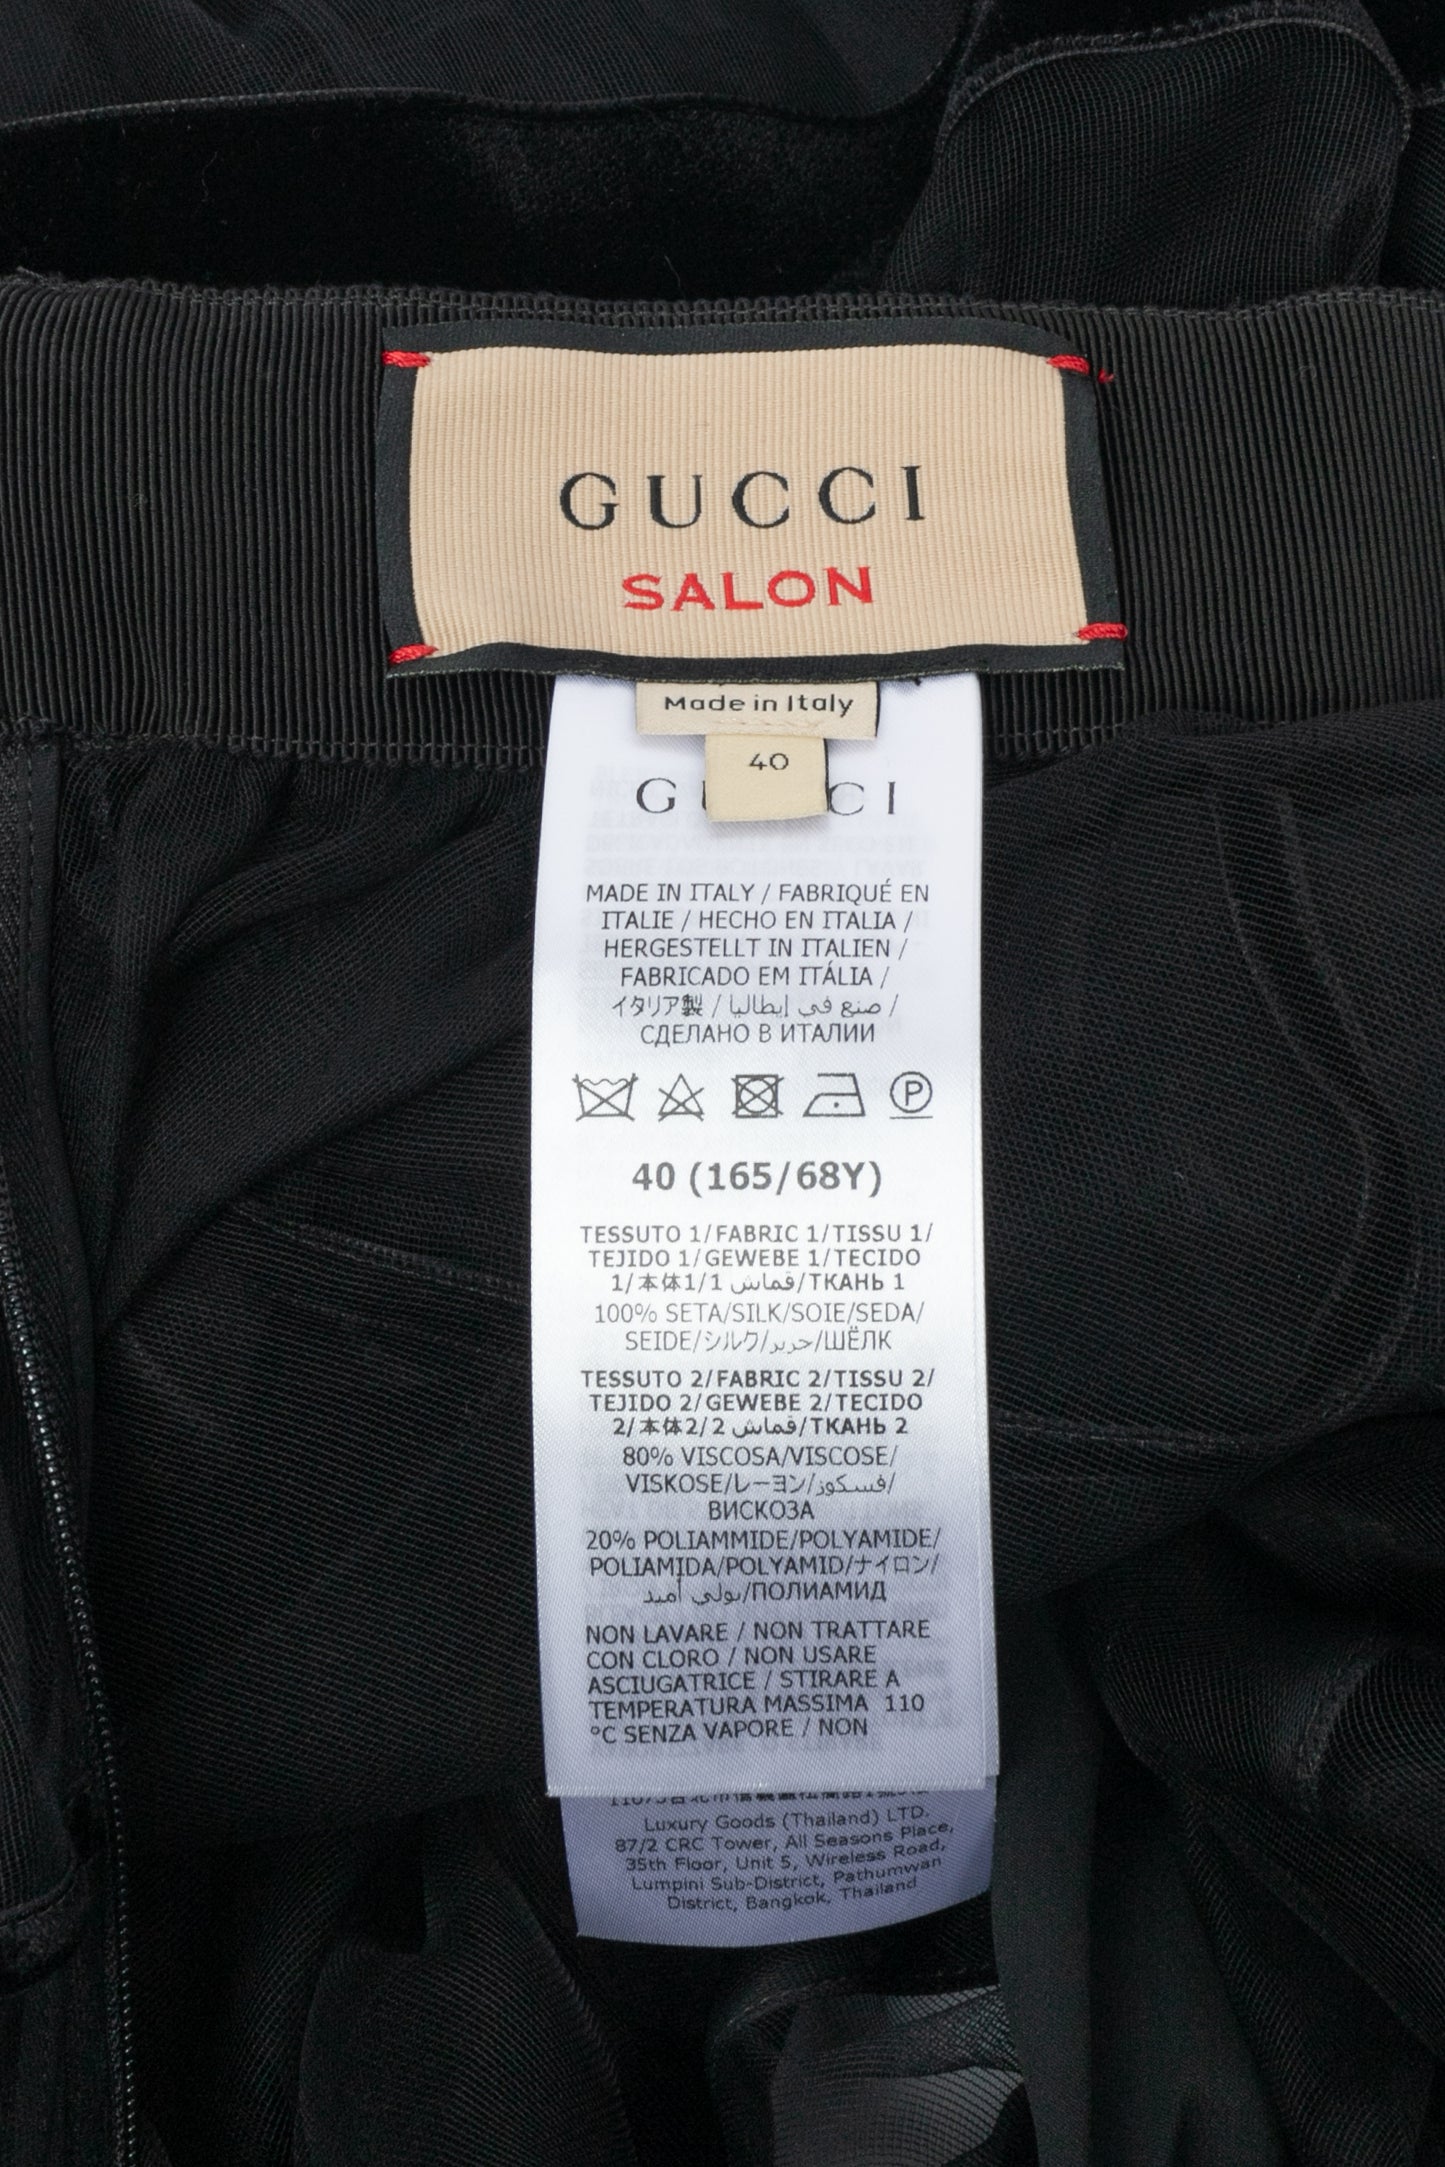 GUCCI
SALON
Made in Italy
40
G CI
MADE IN ITALY / FABRIQUÉ EN
ITALIE / HECHO EN ITALIA /
HERGESTELLT IN ITALIEN /
FABRICADO EM ITÁLIA /
イタリア製 / صنع في إيطاليا /
СДЕЛАНО В ИТАЛИИ
P
40 (165/68Y)
TESSUTO 1/FABRIC 1/TISSU 1/
TEJIDO 1/GEWEBE 1/TECIDO
1/本体1/1 قماش/ТКАНЬ 1
100% SETA/SILK/SOIE/SEDA/
SEIDE/シルク/حرير/ШЁЛК
TESSUTO 2/FABRIC 2/TISSU 2/
TEJIDO 2/GEWEBE 2/TECIDO
2/本体2/2 قماش/ТКАНЬ 2
80% VISCOSA/VISCOSE/
VISKOSE/レーヨン/فسكوز/
ВИСКОЗА
20% POLIAMMIDE/POLYAMIDE/
POLIAMIDA/POLYAMID/ナイロン/
بولي أميد/ПОЛИАМИД
NON LAVARE / NON TRATTARE
CON CLORO / NON USARE
ASCIUGATRICE / STIRARE A
TEMPERATURA MASSIMA 110
°C SENZA VAPORE / NON
Luxury Goods (Thailand) LTD.
87/2 CRC Tower, All Seasons Place,
35th Floor, Unit 5, Wireless Road,
Lumpini Sub-District, Pathumwan
District, Bangkok, Thailand